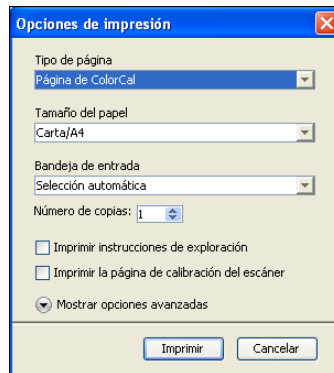 Opciones de impresión
Tipo de página
Página de ColorCal
Tamaño del papel
Carta/A4
Bandeja de entrada
Selección automática
Número de copias: 1
Imprimir instrucciones de exploración
Imprimir la página de calibración del escáner
Mostrar opciones avanzadas
Imprimir Cancelar